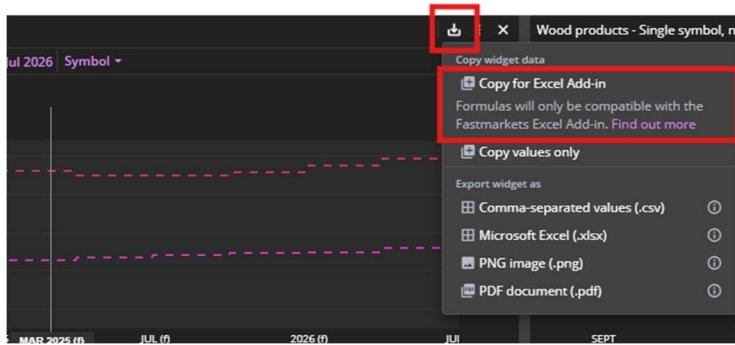 Wood products - Single symbol, n
Jul 2026 Symbol
Copy widget data
Copy for Excel Add-in
Formulas will only be compatible with the
Fastmarkets Excel Add-in. Find out more
Copy values only
Export widget as
Comma-separated values (.csv)
Microsoft Excel (.xlsx)
PNG image (.png)
PDF document (.pdf)
MAR 2025 (f) JUL (f) 2026 (f) JUL SEPT